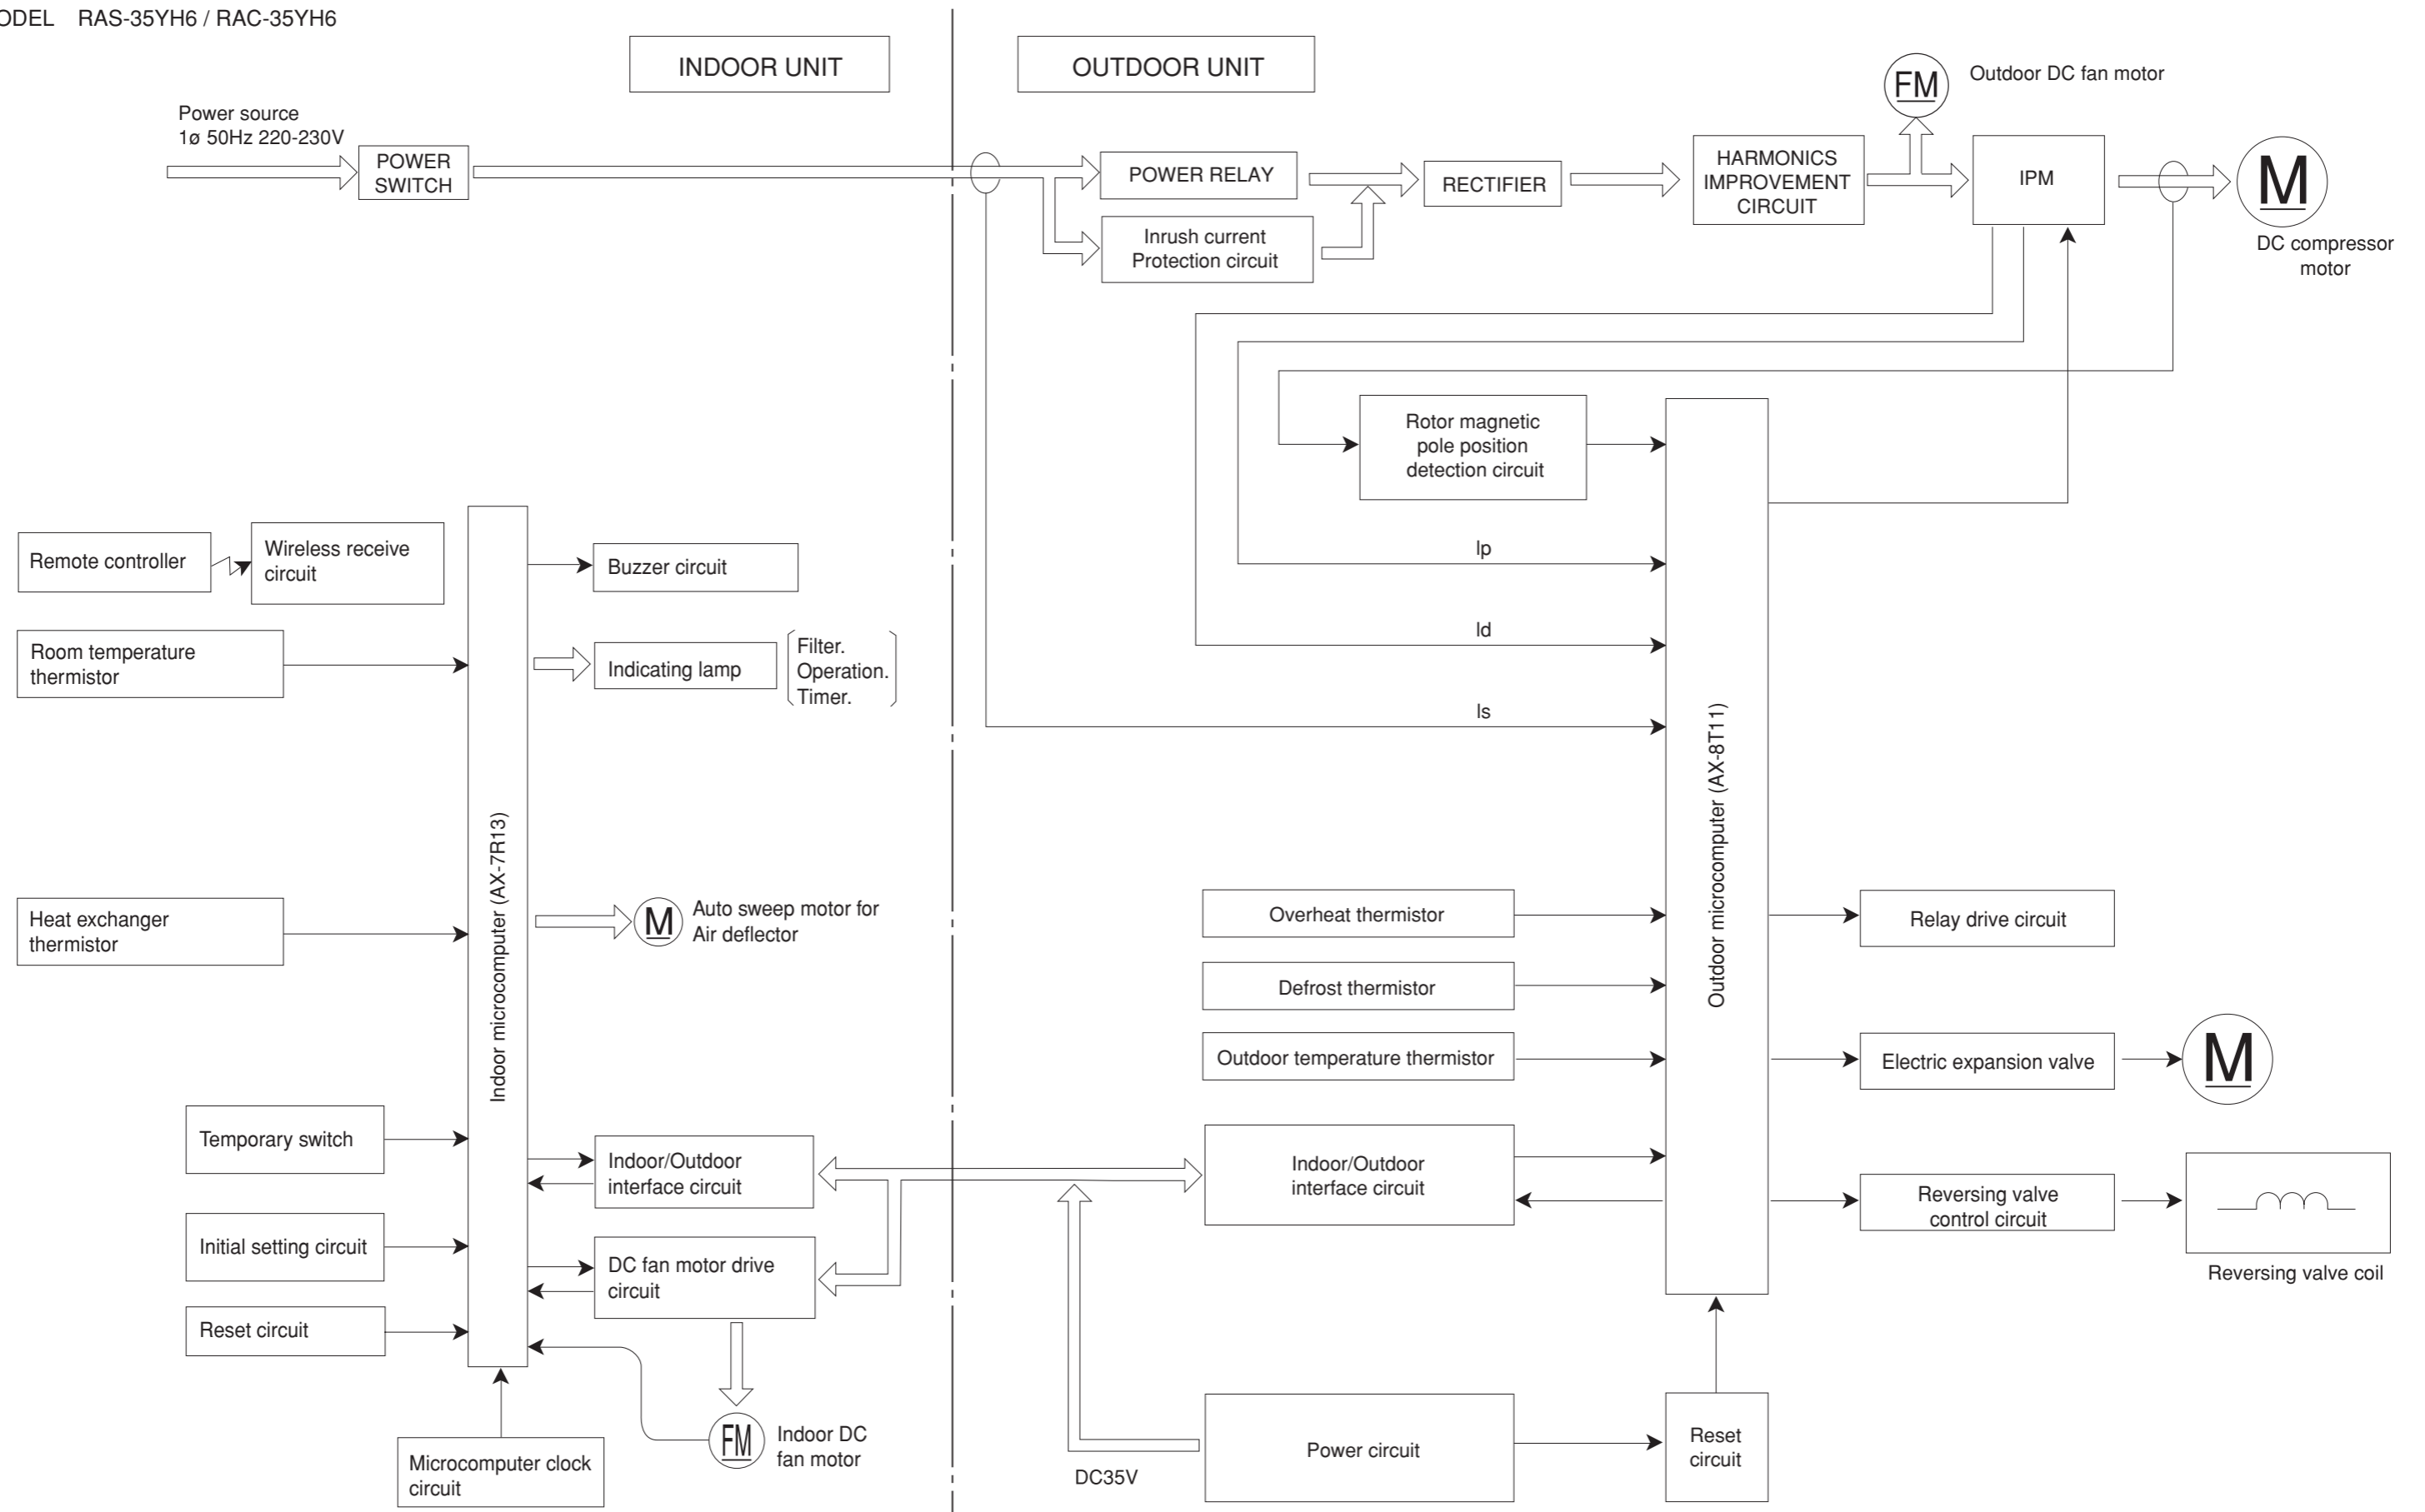 ODEL RAS-35YH6 / RAC-35YH6
INDOOR UNIT
OUTDOOR UNIT
Power source
1ø 50Hz 220-230V
POWER
SWITCH
POWER RELAY
Inrush current
Protection circuit
RECTIFIER
HARMONICS
IMPROVEMENT
CIRCUIT
FM
Outdoor DC fan motor
IPM
M
DC compressor
motor
Rotor magnetic
pole position
detection circuit
Ip
Id
Is
Outdoor microcomputer (AX-8T11)
Remote controller
Wireless receive
circuit
Room temperature
thermistor
Heat exchanger
thermistor
Temporary switch
Initial setting circuit
Reset circuit
Microcomputer clock
circuit
Indoor microcomputer (AX-7R13)
Buzzer circuit
Indicating lamp
Filter.
Operation.
Timer.
M
Auto sweep motor for
Air deflector
Indoor/Outdoor
interface circuit
DC fan motor drive
circuit
FM
Indoor DC
fan motor
Overheat thermistor
Defrost thermistor
Outdoor temperature thermistor
Indoor/Outdoor
interface circuit
Power circuit
DC35V
Reset
circuit
Relay drive circuit
Electric expansion valve
M
Reversing valve
control circuit
Reversing valve coil